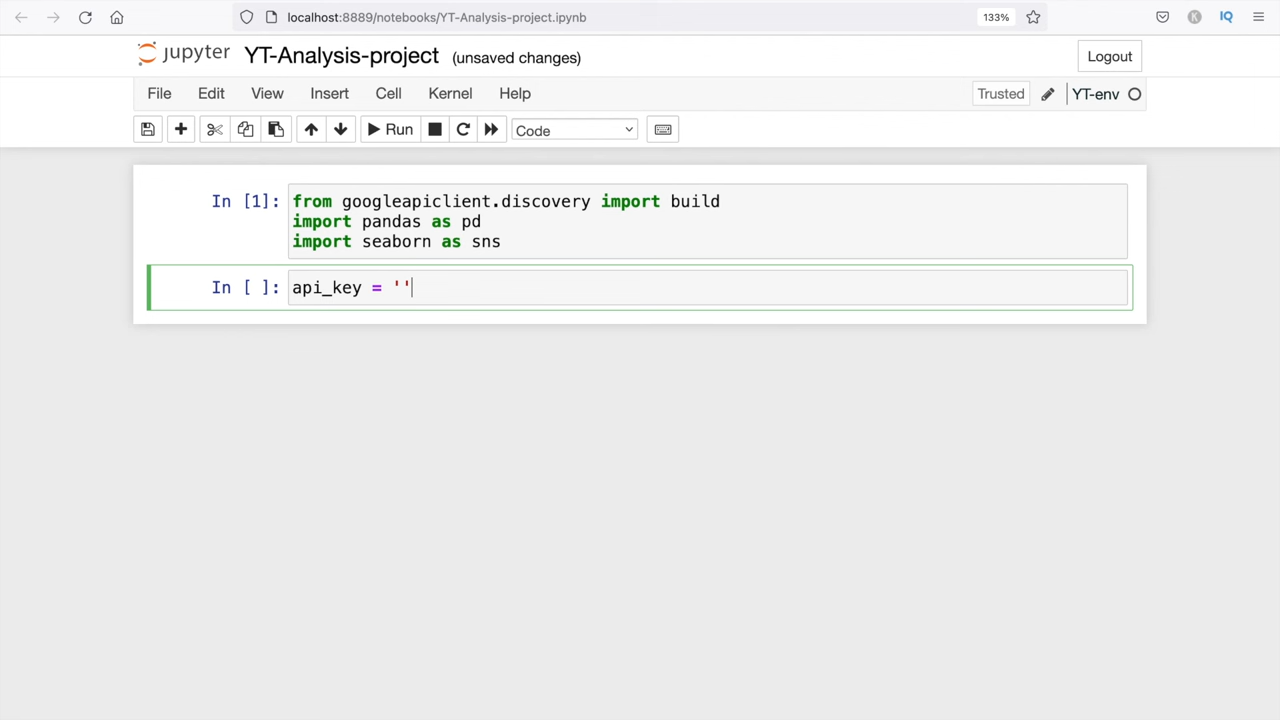 localhost:8889/notebooks/YT-Analysis-project.ipynb 133% K IQ
jupyter YT-Analysis-project (unsaved changes) Logout
File Edit View Insert Cell Kernel Help Trusted YT-env
Run Code
In [1]: from googleapiclient.discovery import build
import pandas as pd
import seaborn as sns
In [ ]: api_key = ''